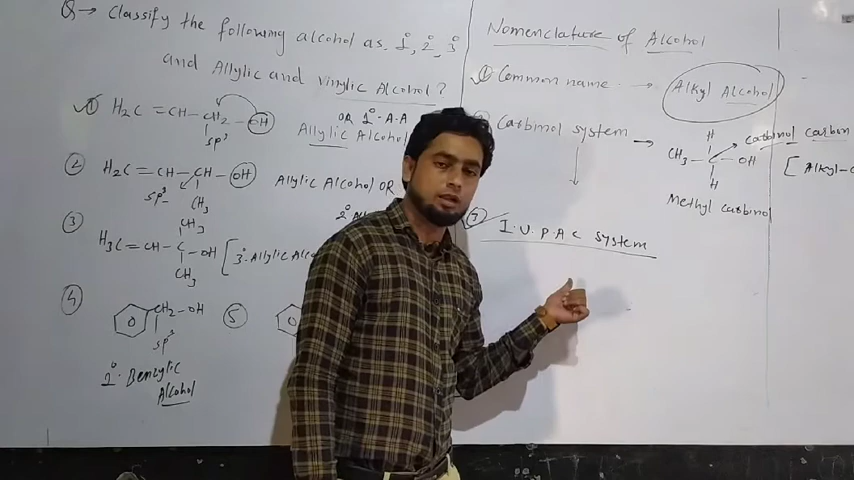 Q → Classify the following alcohol as 1°, 2°, 3°
and Allylic and vinylic Alcohol?
① H₂C = CH – CH₂ – OH
sp³
OR 1°-A-A
Allylic Alcohol
② H₂C = CH – CH – OH
sp³
CH₃
Allylic Alcohol OR
2°
③ H₃C = CH – C – OH
CH₃
CH₃
[3°-Allylic Alco
④ CH₂ – OH
sp³
1°. Benzylic
Alcohol
⑤
Nomenclature of Alcohol
① Common name → Alkyl Alcohol
Carbinol system →
H
CH₃ – C – OH
H
carbinol carbon
[Alkyl-
Methyl carbinol
③ I.U.P.A.C system